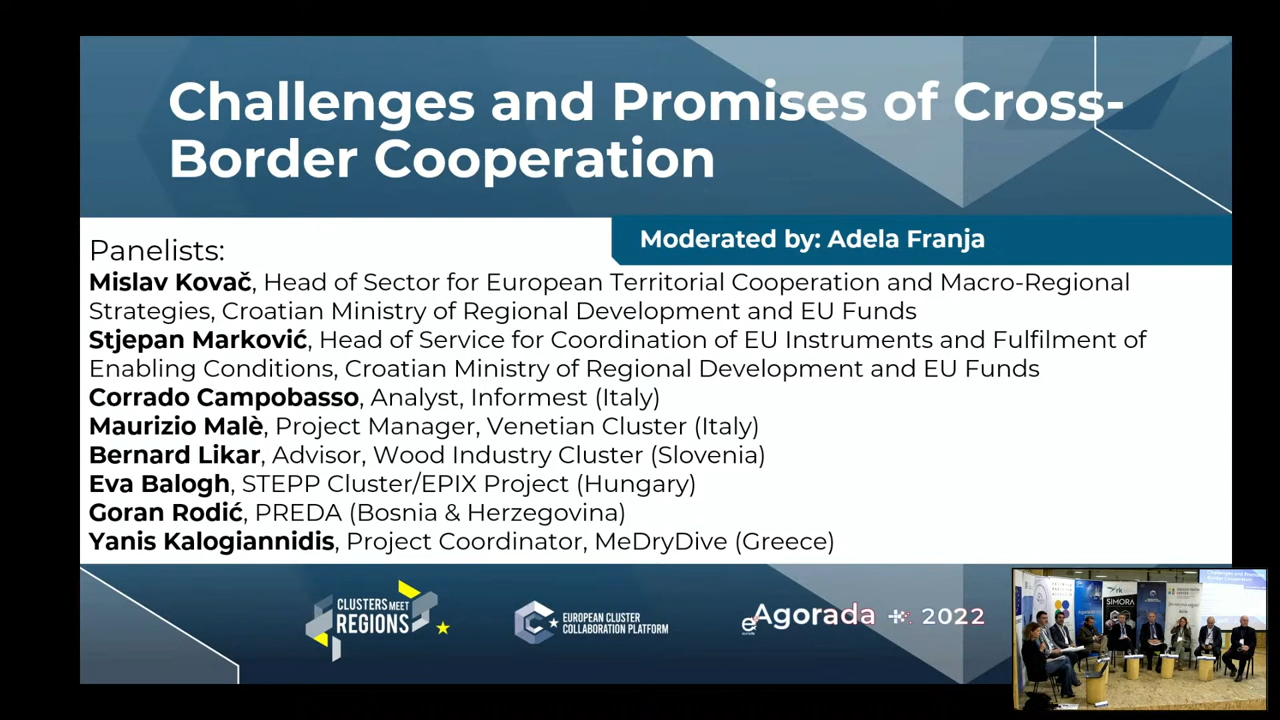 Challenges and Promises of Cross-
Border Cooperation
Moderated by: Adela Franja
Panelists:
Mislav Kovač, Head of Sector for European Territorial Cooperation and Macro-Regional
Strategies, Croatian Ministry of Regional Development and EU Funds
Stjepan Marković, Head of Service for Coordination of EU Instruments and Fulfilment of
Enabling Conditions, Croatian Ministry of Regional Development and EU Funds
Corrado Campobasso, Analyst, Informest (Italy)
Maurizio Malè, Project Manager, Venetian Cluster (Italy)
Bernard Likar, Advisor, Wood Industry Cluster (Slovenia)
Eva Balogh, STEPP Cluster/EPIX Project (Hungary)
Goran Rodić, PREDA (Bosnia & Herzegovina)
Yanis Kalogiannidis, Project Coordinator, MeDryDive (Greece)
CLUSTERS MEET
REGIONS
EUROPEAN CLUSTER
COLLABORATION PLATFORM
Agorada + 2022
Challenges and Promises
Border Cooperation
SIMORA